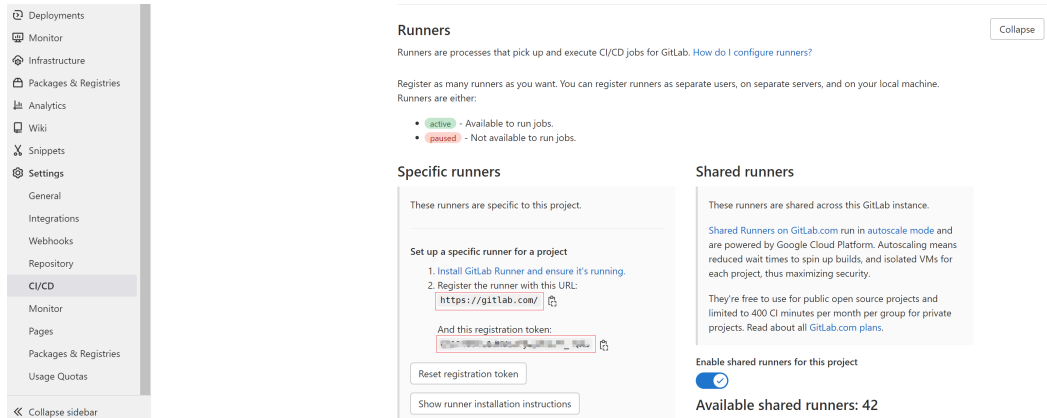 Deployments
Monitor
Infrastructure
Packages & Registries
Analytics
Wiki
Snippets
Settings
General
Integrations
Webhooks
Repository
CI/CD
Monitor
Pages
Packages & Registries
Usage Quotas
Collapse sidebar
Runners
Collapse
Runners are processes that pick up and execute CI/CD jobs for GitLab. How do I configure runners?
Register as many runners as you want. You can register runners as separate users, on separate servers, and on your local machine.
Runners are either:
• active - Available to run jobs.
• paused - Not available to run jobs.
Specific runners
These runners are specific to this project.
Set up a specific runner for a project
1. Install GitLab Runner and ensure it's running.
2. Register the runner with this URL:
https://gitlab.com/
And this registration token:
Reset registration token
Show runner installation instructions
Shared runners
These runners are shared across this GitLab instance.
Shared Runners on GitLab.com run in autoscale mode and
are powered by Google Cloud Platform. Autoscaling means
reduced wait times to spin up builds, and isolated VMs for
each project, thus maximizing security.
They're free to use for public open source projects and
limited to 400 CI minutes per month per group for private
projects. Read about all GitLab.com plans.
Enable shared runners for this project
Available shared runners: 42